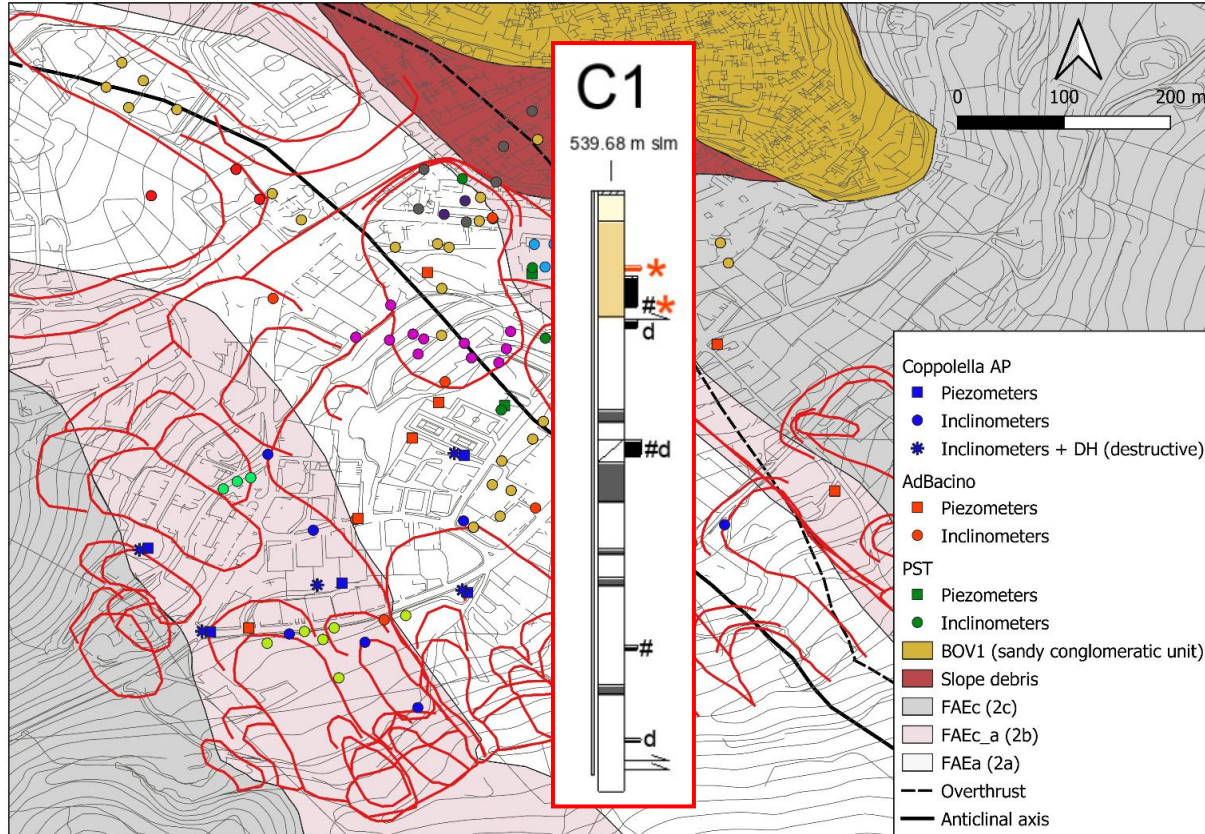 C1
539.68 m slm
*
#*
d
#d
#
d
0 100 200 m
Coppolella AP
Piezometers
Inclinometers
Inclinometers + DH (destructive)
AdBacino
Piezometers
Inclinometers
PST
Piezometers
Inclinometers
BOV1 (sandy conglomeratic unit)
Slope debris
FAEc (2c)
FAEc_a (2b)
FAEa (2a)
Overthrust
Anticlinal axis